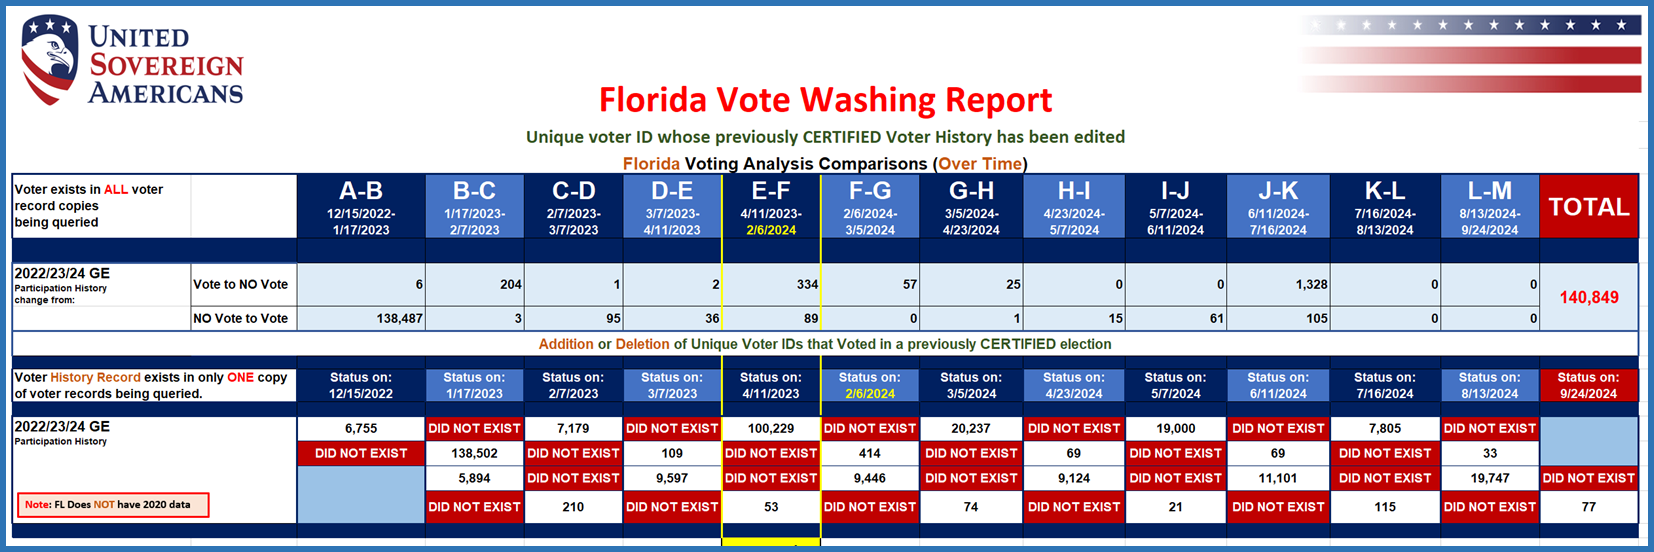 UNITED
SOVEREIGN
AMERICANS
Florida Vote Washing Report
Unique voter ID whose previously CERTIFIED Voter History has been edited
Florida Voting Analysis Comparisons (Over Time)
Voter exists in ALL voter record copies being queried
A-B 12/15/2022- 1/17/2023
B-C 1/17/2023- 2/7/2023
C-D 2/7/2023- 3/7/2023
D-E 3/7/2023- 4/11/2023
E-F 4/11/2023- 2/6/2024
F-G 2/6/2024- 3/5/2024
G-H 3/5/2024- 4/23/2024
H-I 4/23/2024- 5/7/2024
I-J 5/7/2024- 6/11/2024
J-K 6/11/2024- 7/16/2024
K-L 7/16/2024- 8/13/2024
L-M 8/13/2024- 9/24/2024
TOTAL
2022/23/24 GE
Participation History
change from:
Vote to NO Vote 6 204 1 2 334 57 25 0 0 1,328 0 0
140,849
NO Vote to Vote 138,487 3 95 36 89 0 1 15 61 105 0 0
Addition or Deletion of Unique Voter IDs that Voted in a previously CERTIFIED election
Voter History Record exists in only ONE copy
of voter records being queried.
Status on: Status on: Status on: Status on: Status on: Status on: Status on: Status on: Status on: Status on: Status on: Status on: Status on:
12/15/2022 1/17/2023 2/7/2023 3/7/2023 4/11/2023 2/6/2024 3/5/2024 4/23/2024 5/7/2024 6/11/2024 7/16/2024 8/13/2024 9/24/2024
2022/23/24 GE
Participation History
6,755 DID NOT EXIST 7,179 DID NOT EXIST 100,229 DID NOT EXIST 20,237 DID NOT EXIST 19,000 DID NOT EXIST 7,805 DID NOT EXIST
DID NOT EXIST 138,502 DID NOT EXIST 109 DID NOT EXIST 414 DID NOT EXIST 69 DID NOT EXIST 69 DID NOT EXIST 33
5,894 DID NOT EXIST 9,597 DID NOT EXIST 9,446 DID NOT EXIST 9,124 DID NOT EXIST 11,101 DID NOT EXIST 19,747 DID NOT EXIST
Note: FL Does NOT have 2020 data
DID NOT EXIST 210 DID NOT EXIST 53 DID NOT EXIST 74 DID NOT EXIST 21 DID NOT EXIST 115 DID NOT EXIST 77